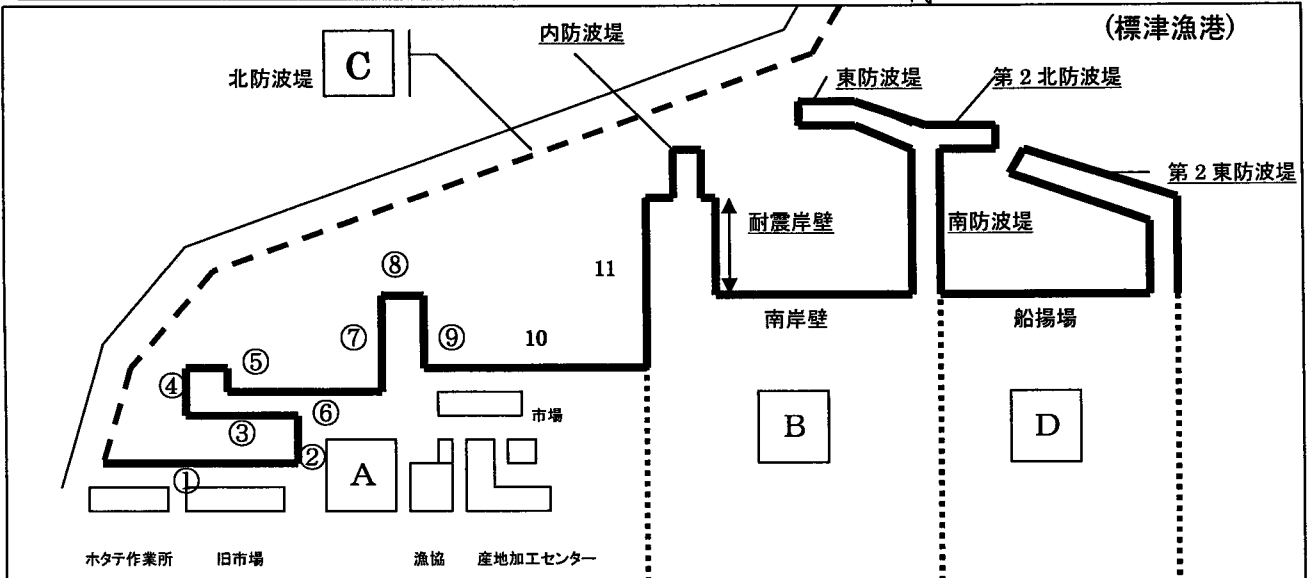 (標津漁港)
内防波堤
北防波堤
C
東防波堤
第2北防波堤
第2東防波堤
耐震岸壁
南防波堤
⑧
11
南岸壁
船揚場
⑦
⑨
10
⑤
④
⑥
市場
③
②
①
A
B
D
ホタテ作業所
旧市場
漁協
産地加工センター